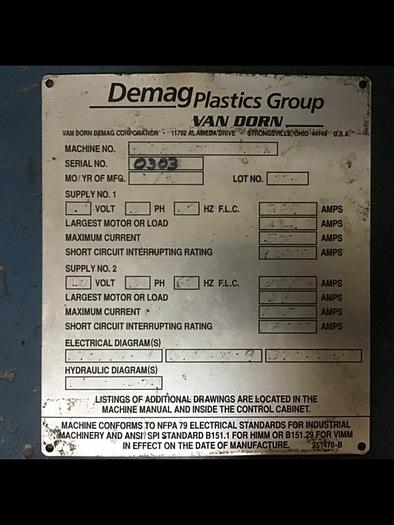 Demag Plastics Group
VAN DORN
VAN DORN DEMAG CORPORATION • 11792 ALAMEDA DRIVE • STRONGSVILLE, OHIO 44149 U.S.A.
MACHINE NO.
SERIAL NO. 0303
MO/YR OF MFG. LOT NO.
SUPPLY NO. 1
VOLT PH HZ F.L.C. AMPS
LARGEST MOTOR OR LOAD AMPS
MAXIMUM CURRENT AMPS
SHORT CIRCUIT INTERRUPTING RATING AMPS
SUPPLY NO. 2
VOLT PH HZ F.L.C. AMPS
LARGEST MOTOR OR LOAD AMPS
MAXIMUM CURRENT AMPS
SHORT CIRCUIT INTERRUPTING RATING AMPS
ELECTRICAL DIAGRAM(S)
HYDRAULIC DIAGRAM(S)
LISTINGS OF ADDITIONAL DRAWINGS ARE LOCATED IN THE
MACHINE MANUAL AND INSIDE THE CONTROL CABINET.
MACHINE CONFORMS TO NFPA 79 ELECTRICAL STANDARDS FOR INDUSTRIAL
MACHINERY AND ANSI/SPI STANDARD B151.1 FOR HIMM OR B151.29 FOR VIMM
IN EFFECT ON THE DATE OF MANUFACTURE. 351478-B